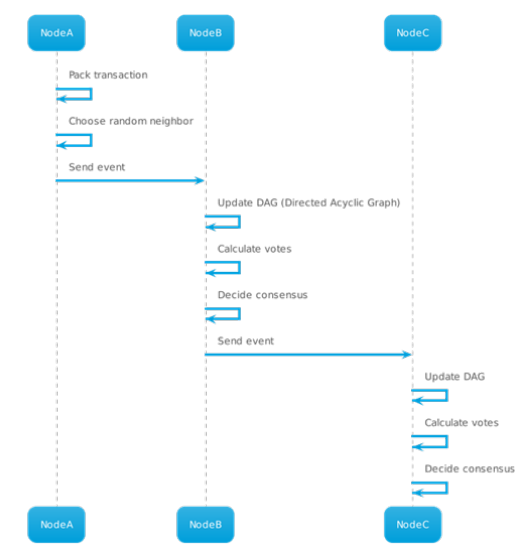 NodeA
NodeB
NodeC
Pack transaction
Choose random neighbor
Send event
Update DAG (Directed Acyclic Graph)
Calculate votes
Decide consensus
Send event
Update DAG
Calculate votes
Decide consensus
NodeA
NodeB
NodeC